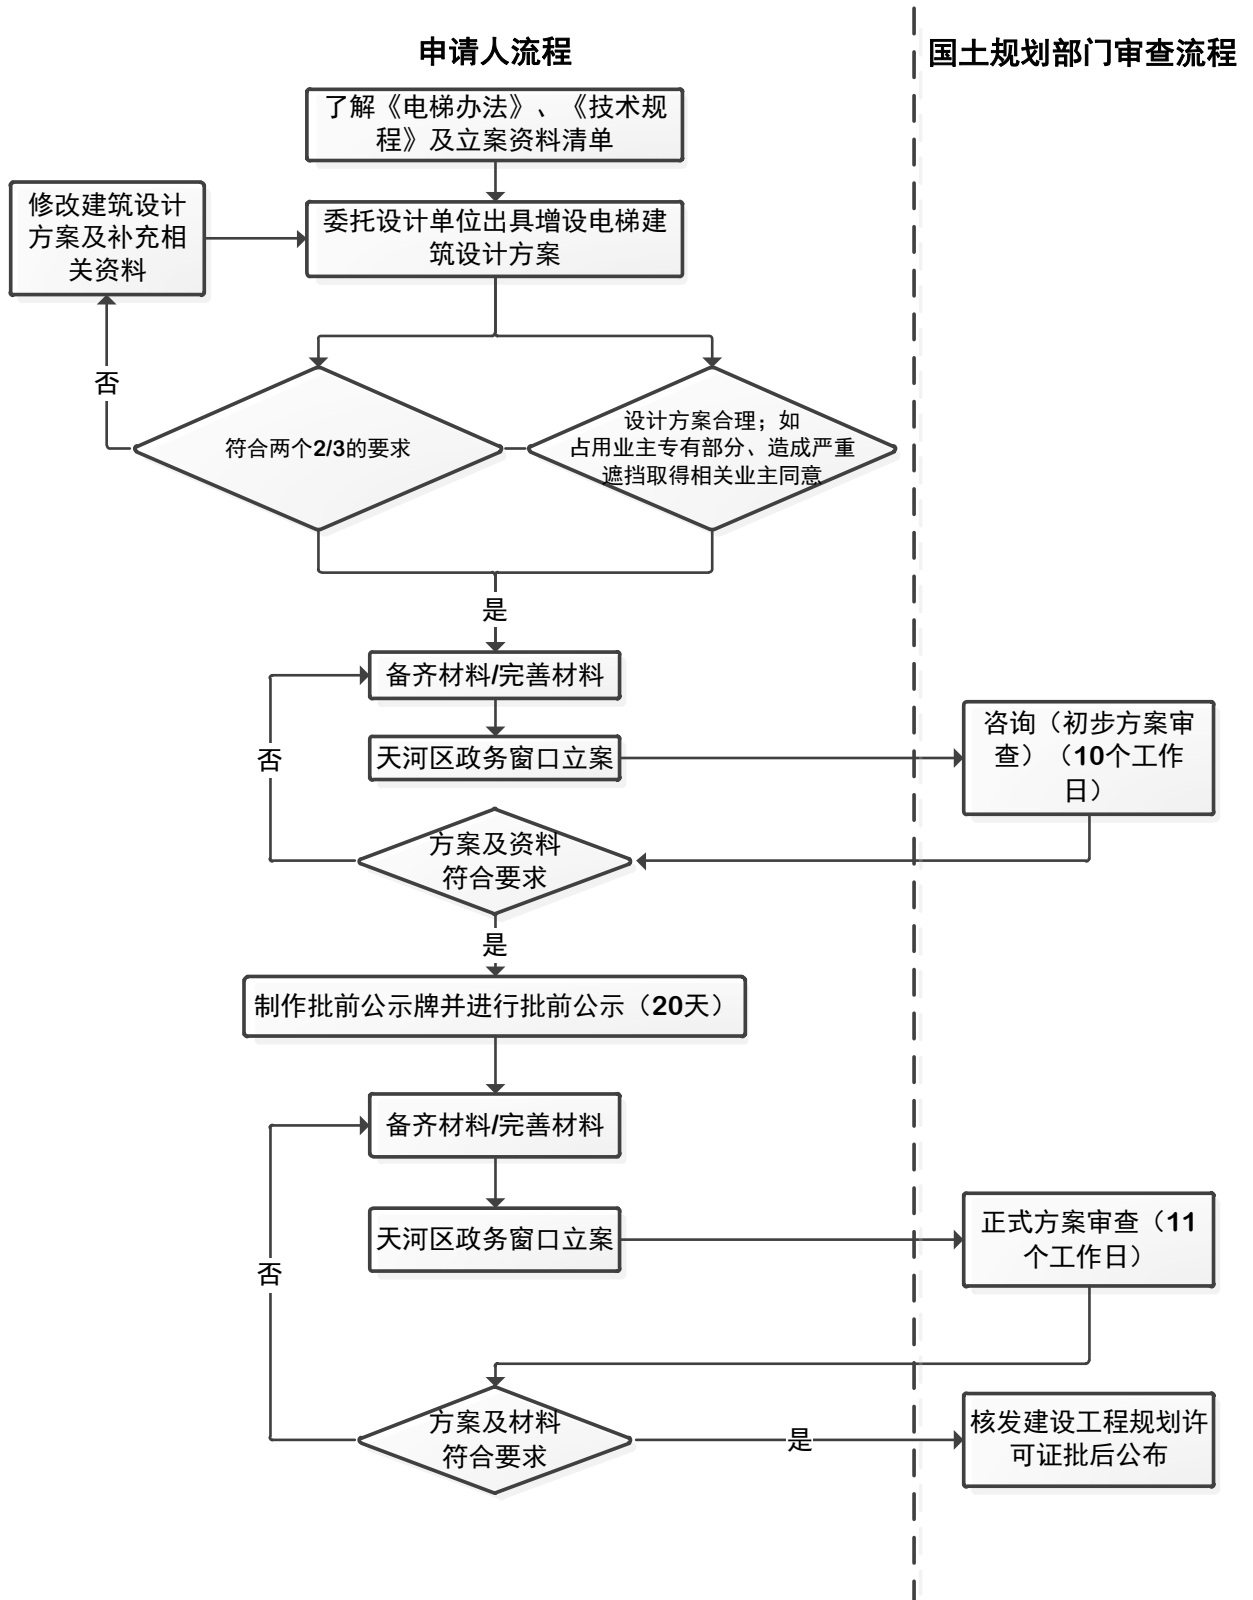 申请人流程
国土规划部门审查流程
了解《电梯办法》、《技术规
程》及立案资料清单
修改建筑设计
方案及补充相
关资料
委托设计单位出具增设电梯建
筑设计方案
否
符合两个2/3的要求
设计方案合理；如
占用业主专有部分、造成严重
遮挡取得相关业主同意
是
备齐材料/完善材料
否
天河区政务窗口立案
咨询（初步方案审
查）（10个工作
日）
方案及资料
符合要求
是
制作批前公示牌并进行批前公示（20天）
备齐材料/完善材料
天河区政务窗口立案
正式方案审查（11
个工作日）
否
方案及材料
符合要求
是
核发建设工程规划许
可证批后公布